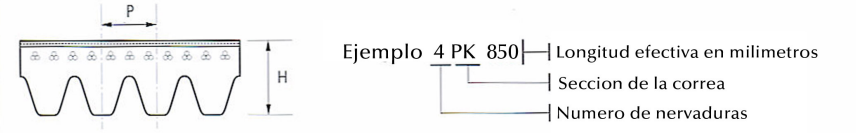 P
H
Ejemplo 4 PK 850
Longitud efectiva en milimetros
Seccion de la correa
Numero de nervaduras